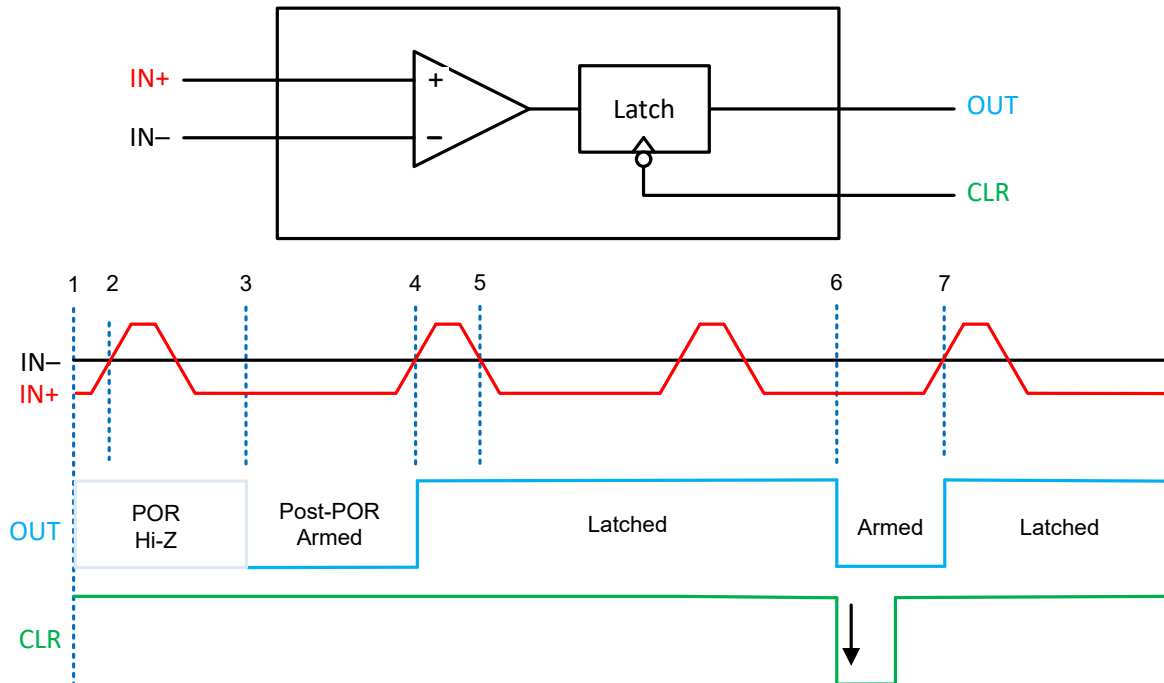 IN+
IN–
+
–
Latch
OUT
CLR
1 2 3 4 5 6 7
IN–
IN+
OUT
POR
Hi-Z
Post-POR
Armed
Latched
Armed
Latched
CLR